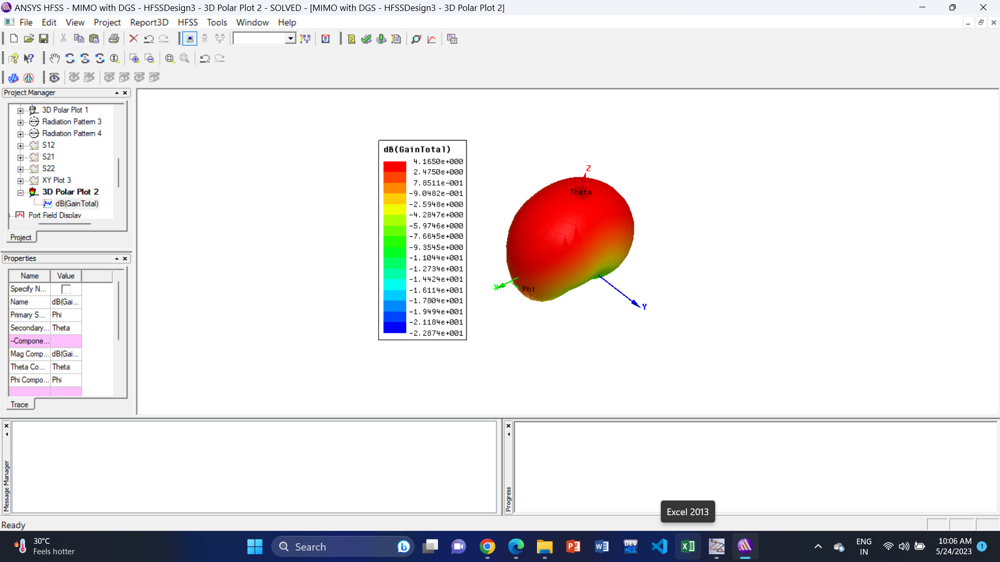 ANSYS HFSS - MIMO with DGS - HFSSDesign3 - 3D Polar Plot 2 - SOLVED - [MIMO with DGS - HFSSDesign3 - 3D Polar Plot 2]
File Edit View Project Report3D HFSS Tools Window Help
Project Manager
3D Polar Plot 1
Radiation Pattern 3
Radiation Pattern 4
S12
S21
S22
XY Plot 3
3D Polar Plot 2
dB(GainTotal)
Port Field Display
Project
Properties
Name Value
Specify N...
Name dB(Gai...
Primary S... Phi
Secondary... Theta
--Compone...
Mag Comp... dB(Gai...
Theta Co... Theta
Phi Compo... Phi
Trace
dB(GainTotal)
4.1650e+000
2.4750e+000
7.8511e-001
-9.0482e-001
-2.5948e+000
-4.2847e+000
-5.9746e+000
-7.6645e+000
-9.3545e+000
-1.1044e+001
-1.2734e+001
-1.4424e+001
-1.6114e+001
-1.7804e+001
-1.9494e+001
-2.1184e+001
-2.2874e+001
Z
Theta
X
Phi
Y
Message Manager
Progress
Excel 2013
Ready
30°C
Feels hotter
Search
DEV
ENG
IN
10:06 AM
5/24/2023
1